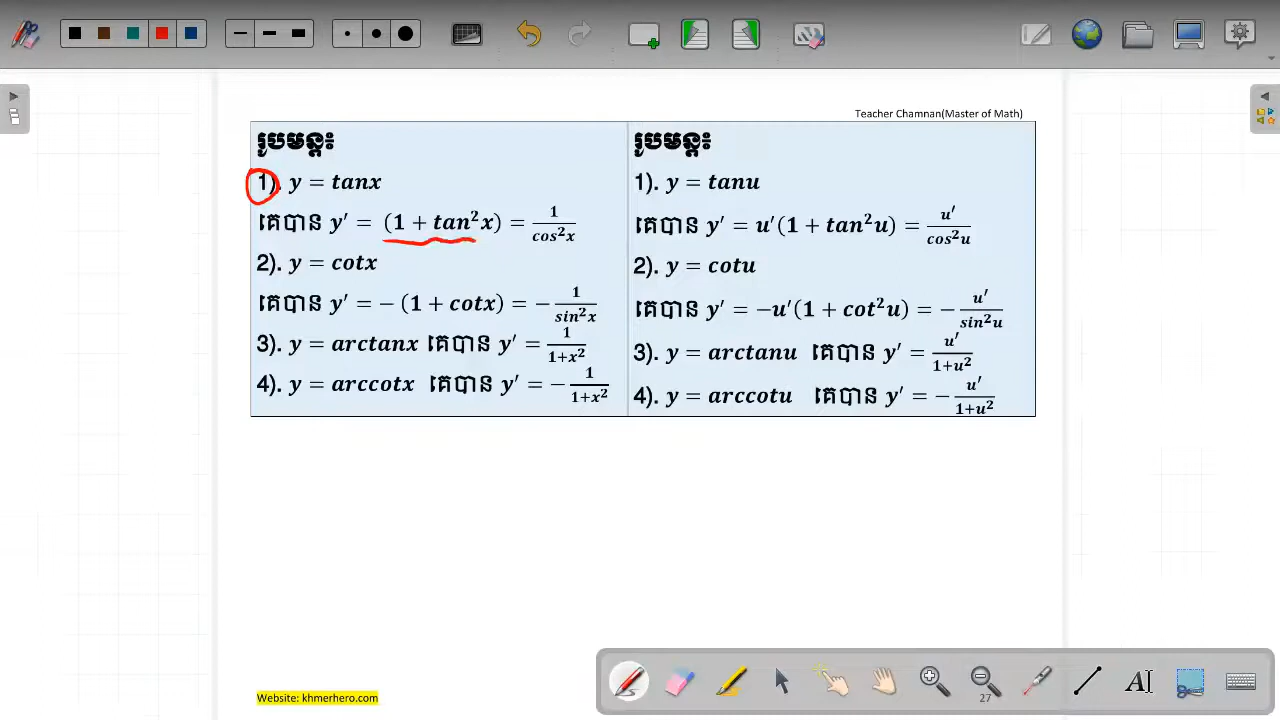 Teacher Chamnan(Master of Math)
រូបមន្ត៖
1). y = tanx
គេបាន y′ = (1 + tan²x) = 1/cos²x
2). y = cotx
គេបាន y′ = − (1 + cotx) = − 1/sin²x
3). y = arctanx គេបាន y′ = 1/1+x²
4). y = arccotx គេបាន y′ = − 1/1+x²
រូបមន្ត៖
1). y = tanu
គេបាន y′ = u′(1 + tan²u) = u′/cos²u
2). y = cotu
គេបាន y′ = −u′(1 + cot²u) = − u′/sin²u
3). y = arctanu គេបាន y′ = u′/1+u²
4). y = arccotu គេបាន y′ = − u′/1+u²
Website: khmerhero.com
27